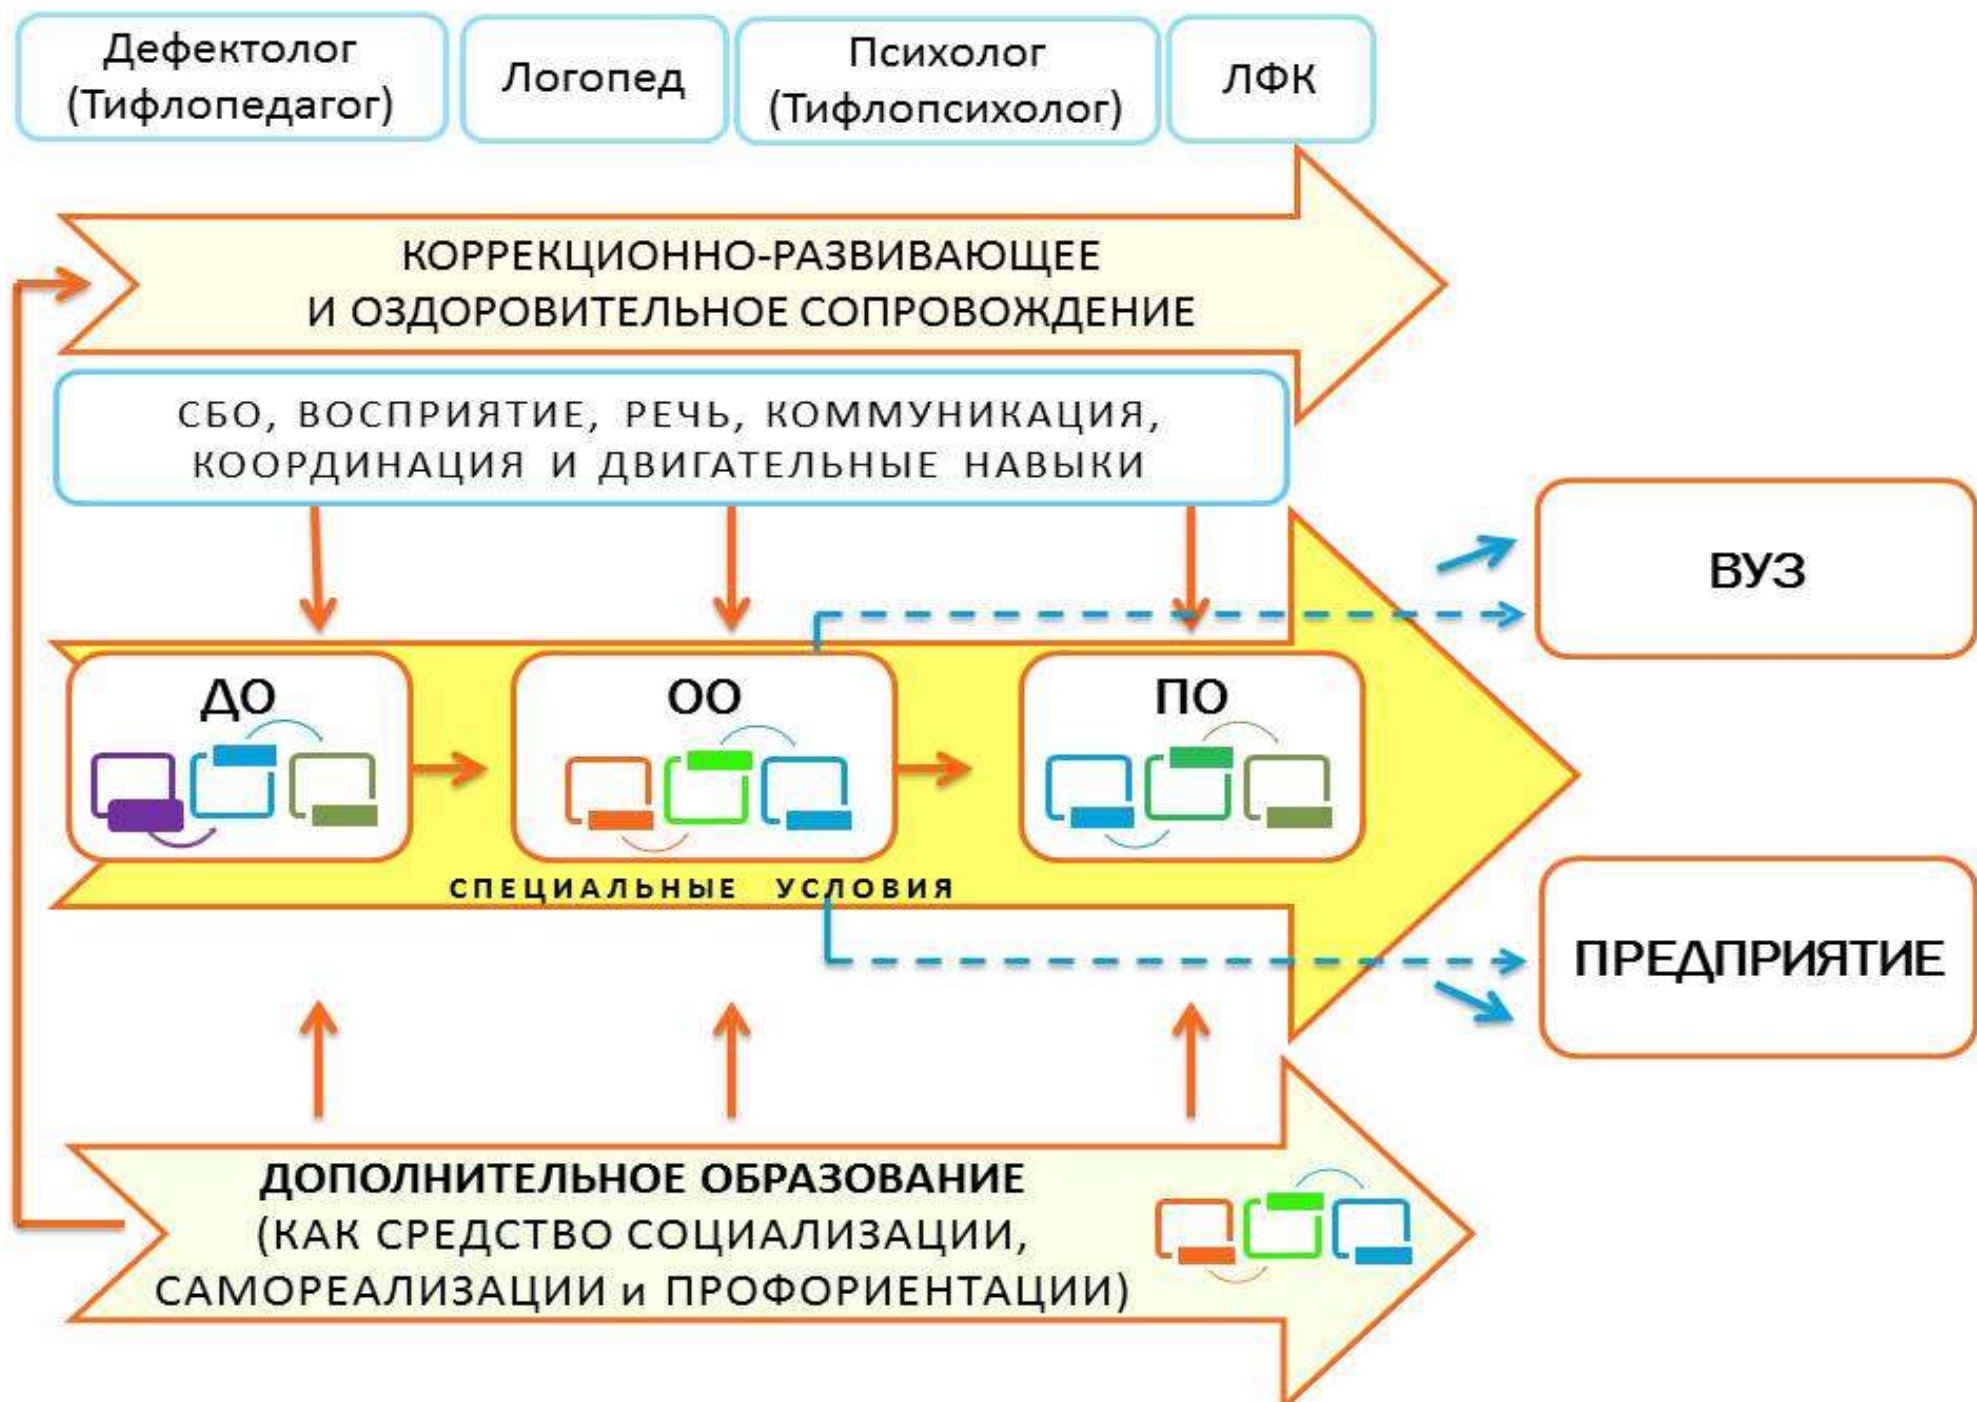 Дефектолог
(Тифлопедагог)
Логопед
Психолог
(Тифлопсихолог)
ЛФК
КОРРЕКЦИОННО-РАЗВИВАЮЩЕЕ
И ОЗДОРОВИТЕЛЬНОЕ СОПРОВОЖДЕНИЕ
СБО, ВОСПРИЯТИЕ, РЕЧЬ, КОММУНИКАЦИЯ,
КООРДИНАЦИЯ И ДВИГАТЕЛЬНЫЕ НАВЫКИ
ВУЗ
ДО
ОО
ПО
СПЕЦИАЛЬНЫЕ УСЛОВИЯ
ПРЕДПРИЯТИЕ
ДОПОЛНИТЕЛЬНОЕ ОБРАЗОВАНИЕ
(КАК СРЕДСТВО СОЦИАЛИЗАЦИИ,
САМОРЕАЛИЗАЦИИ и ПРОФОРИЕНТАЦИИ)